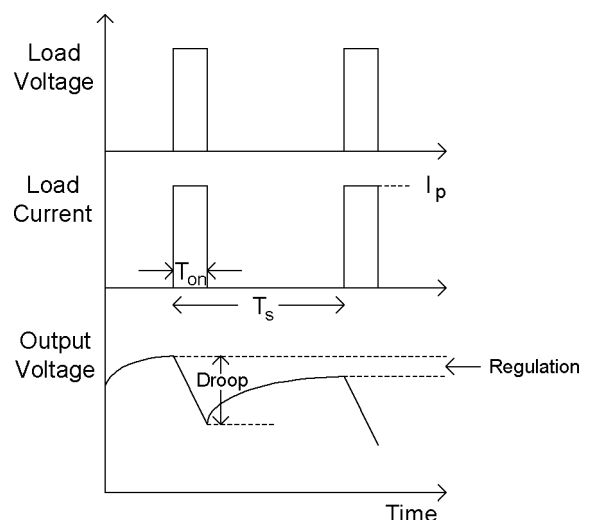 Load
Voltage
Load
Current
Ip
Ton
Ts
Output
Voltage
Droop
Regulation
Time